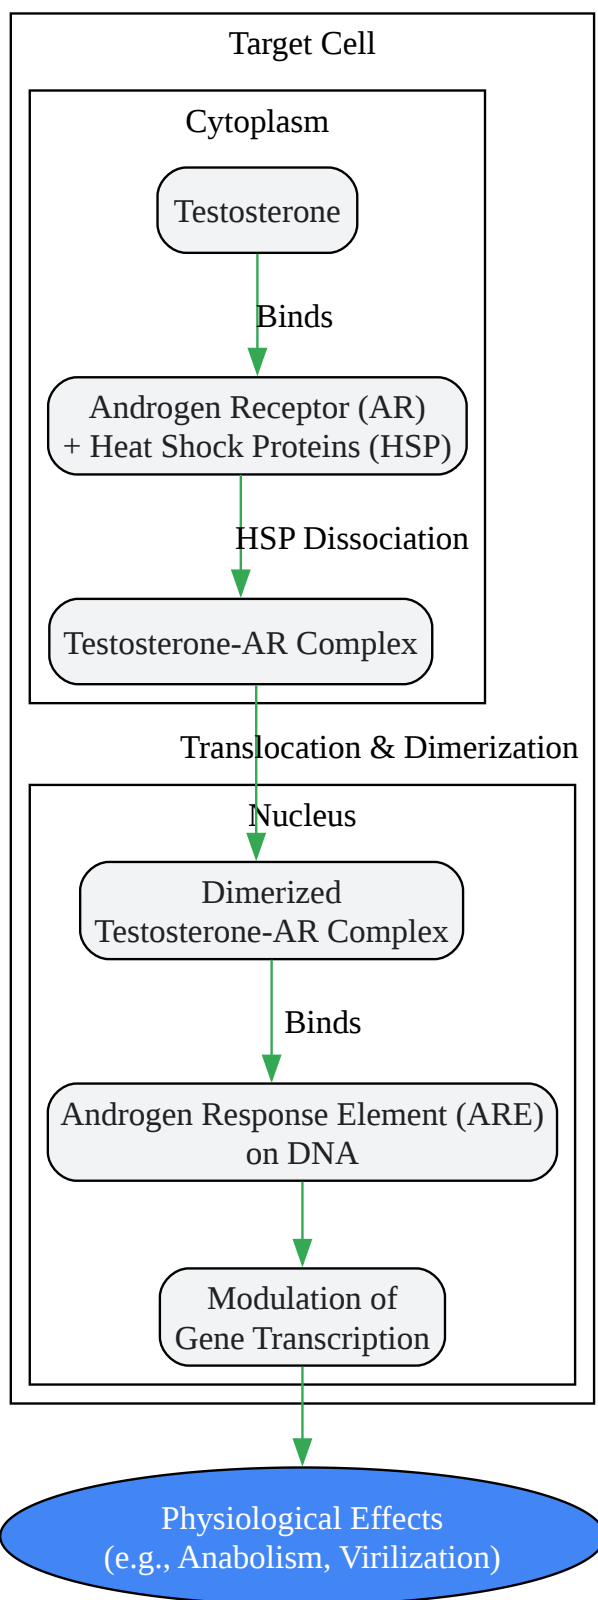 Target Cell
Cytoplasm
Testosterone
Binds
Androgen Receptor (AR)
+ Heat Shock Proteins (HSP)
HSP Dissociation
Testosterone-AR Complex
Translocation & Dimerization
Nucleus
Dimerized
Testosterone-AR Complex
Binds
Androgen Response Element (ARE)
on DNA
Modulation of
Gene Transcription
Physiological Effects
(e.g., Anabolism, Virilization)